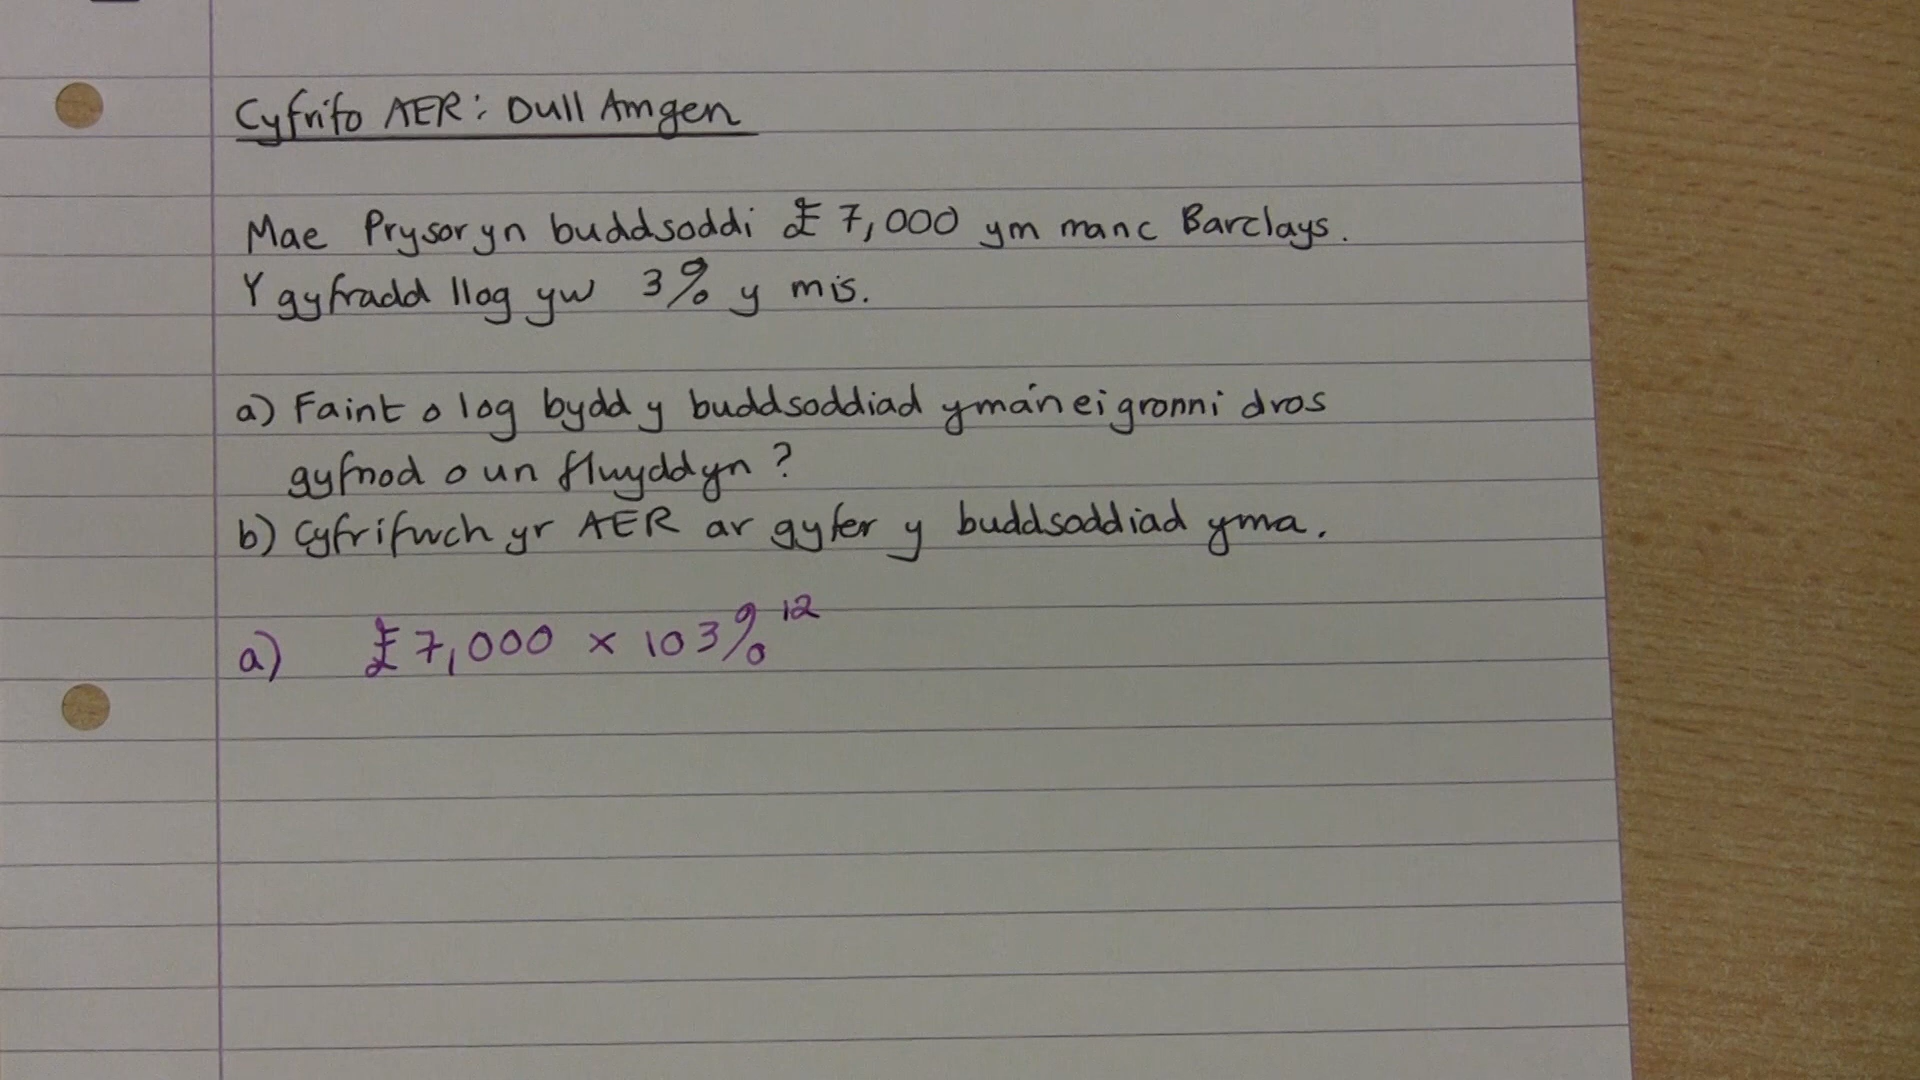 Cyfrifo AER: Dull Amgen
Mae Prysor yn buddsoddi £7,000 ym manc Barclays.
Y gyfradd llog yw 3% y mis.
a) Faint o log bydd y buddsoddiad yma'n ei gronni dros
gyfnod o un flwyddyn?
b) Cyfrifwch yr AER ar gyfer y buddsoddiad yma.
a) £7,000 × 103%¹²